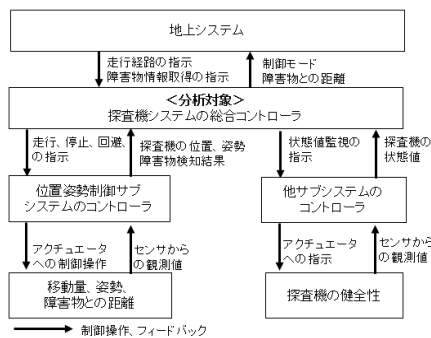 地上システム
走行経路の指示
障害物情報取得の指示
制御モード
障害物との距離
＜分析対象＞
探査機システムの総合コントローラ
走行、停止、回避、
の指示
探査機の位置、姿勢
障害物検知結果
状態値監視の
指示
探査機の
状態値
位置姿勢制御サブ
システムのコントローラ
他サブシステムの
コントローラ
アクチュエータ
への制御操作
センサから
の観測値
アクチュエータ
への指示
センサから
の観測値
移動量、姿勢、
障害物との距離
探査機の健全性
制御操作、フィードバック